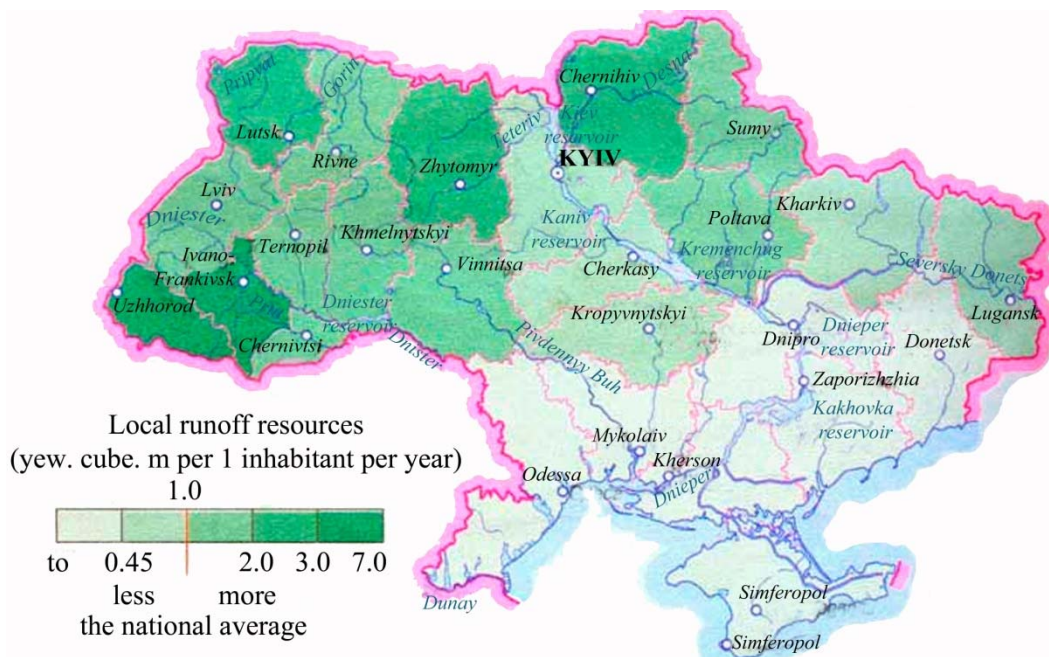 Chernihiv
Desna
Pripyat
Gorin
Lutsk
Rivne
Teteriv
Kiev
reservoir
Sumy
KYIV
Zhytomyr
Lviv
Dniester
Kharkiv
Kaniv
reservoir
Poltava
Khmelnytskyi
Ternopil
Ivano-
Frankivsk
Vinnitsa
Cherkasy
Kremenchug
reservoir
Seversky Donets
Uzhhorod
Dniester
reservoir
Kropyvnytskyi
Lugansk
Chernivtsi
Dnister
Pivdennyy Buh
Dnipro
Dnieper
reservoir
Donetsk
Zaporizhzhia
Kakhovka
reservoir
Mykolaiv
Kherson
Odessa
Dnieper
Local runoff resources
(yew. cube. m per 1 inhabitant per year)
1.0
to 0.45 2.0 3.0 7.0
less more
the national average
Dunay
Simferopol
Simferopol